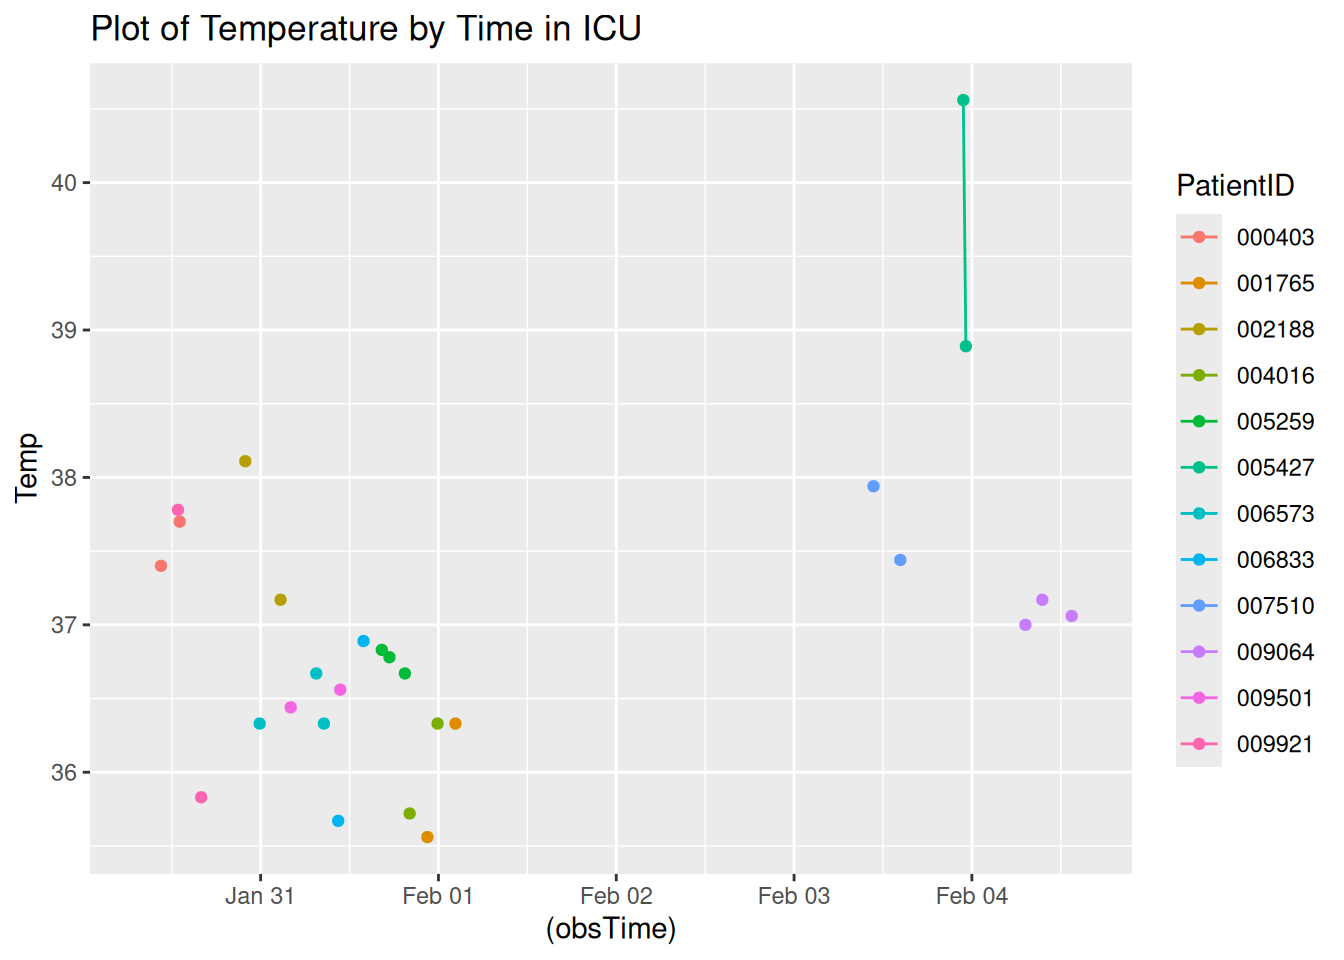 Plot of Temperature by Time in ICU
40
39
38
37
36
Temp
Jan 31
Feb 01
Feb 02
Feb 03
Feb 04
(obsTime)
PatientID
000403
001765
002188
004016
005259
005427
006573
006833
007510
009064
009501
009921